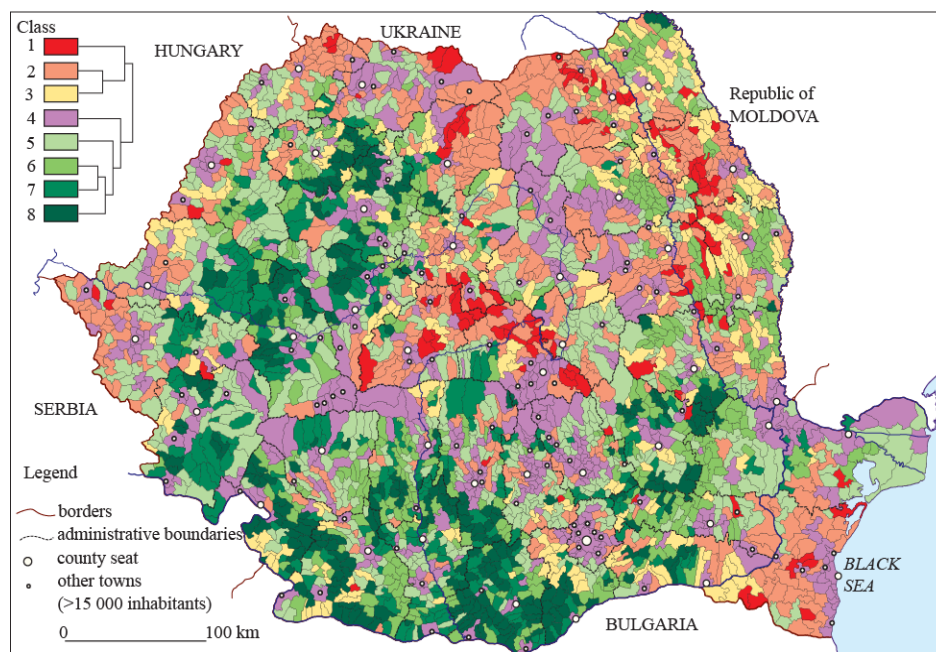 Class
1
2
3
4
5
6
7
8
HUNGARY
UKRAINE
Republic of
MOLDOVA
SERBIA
Legend
borders
administrative boundaries
county seat
other towns
(>15 000 inhabitants)
0
100 km
BULGARIA
BLACK
SEA